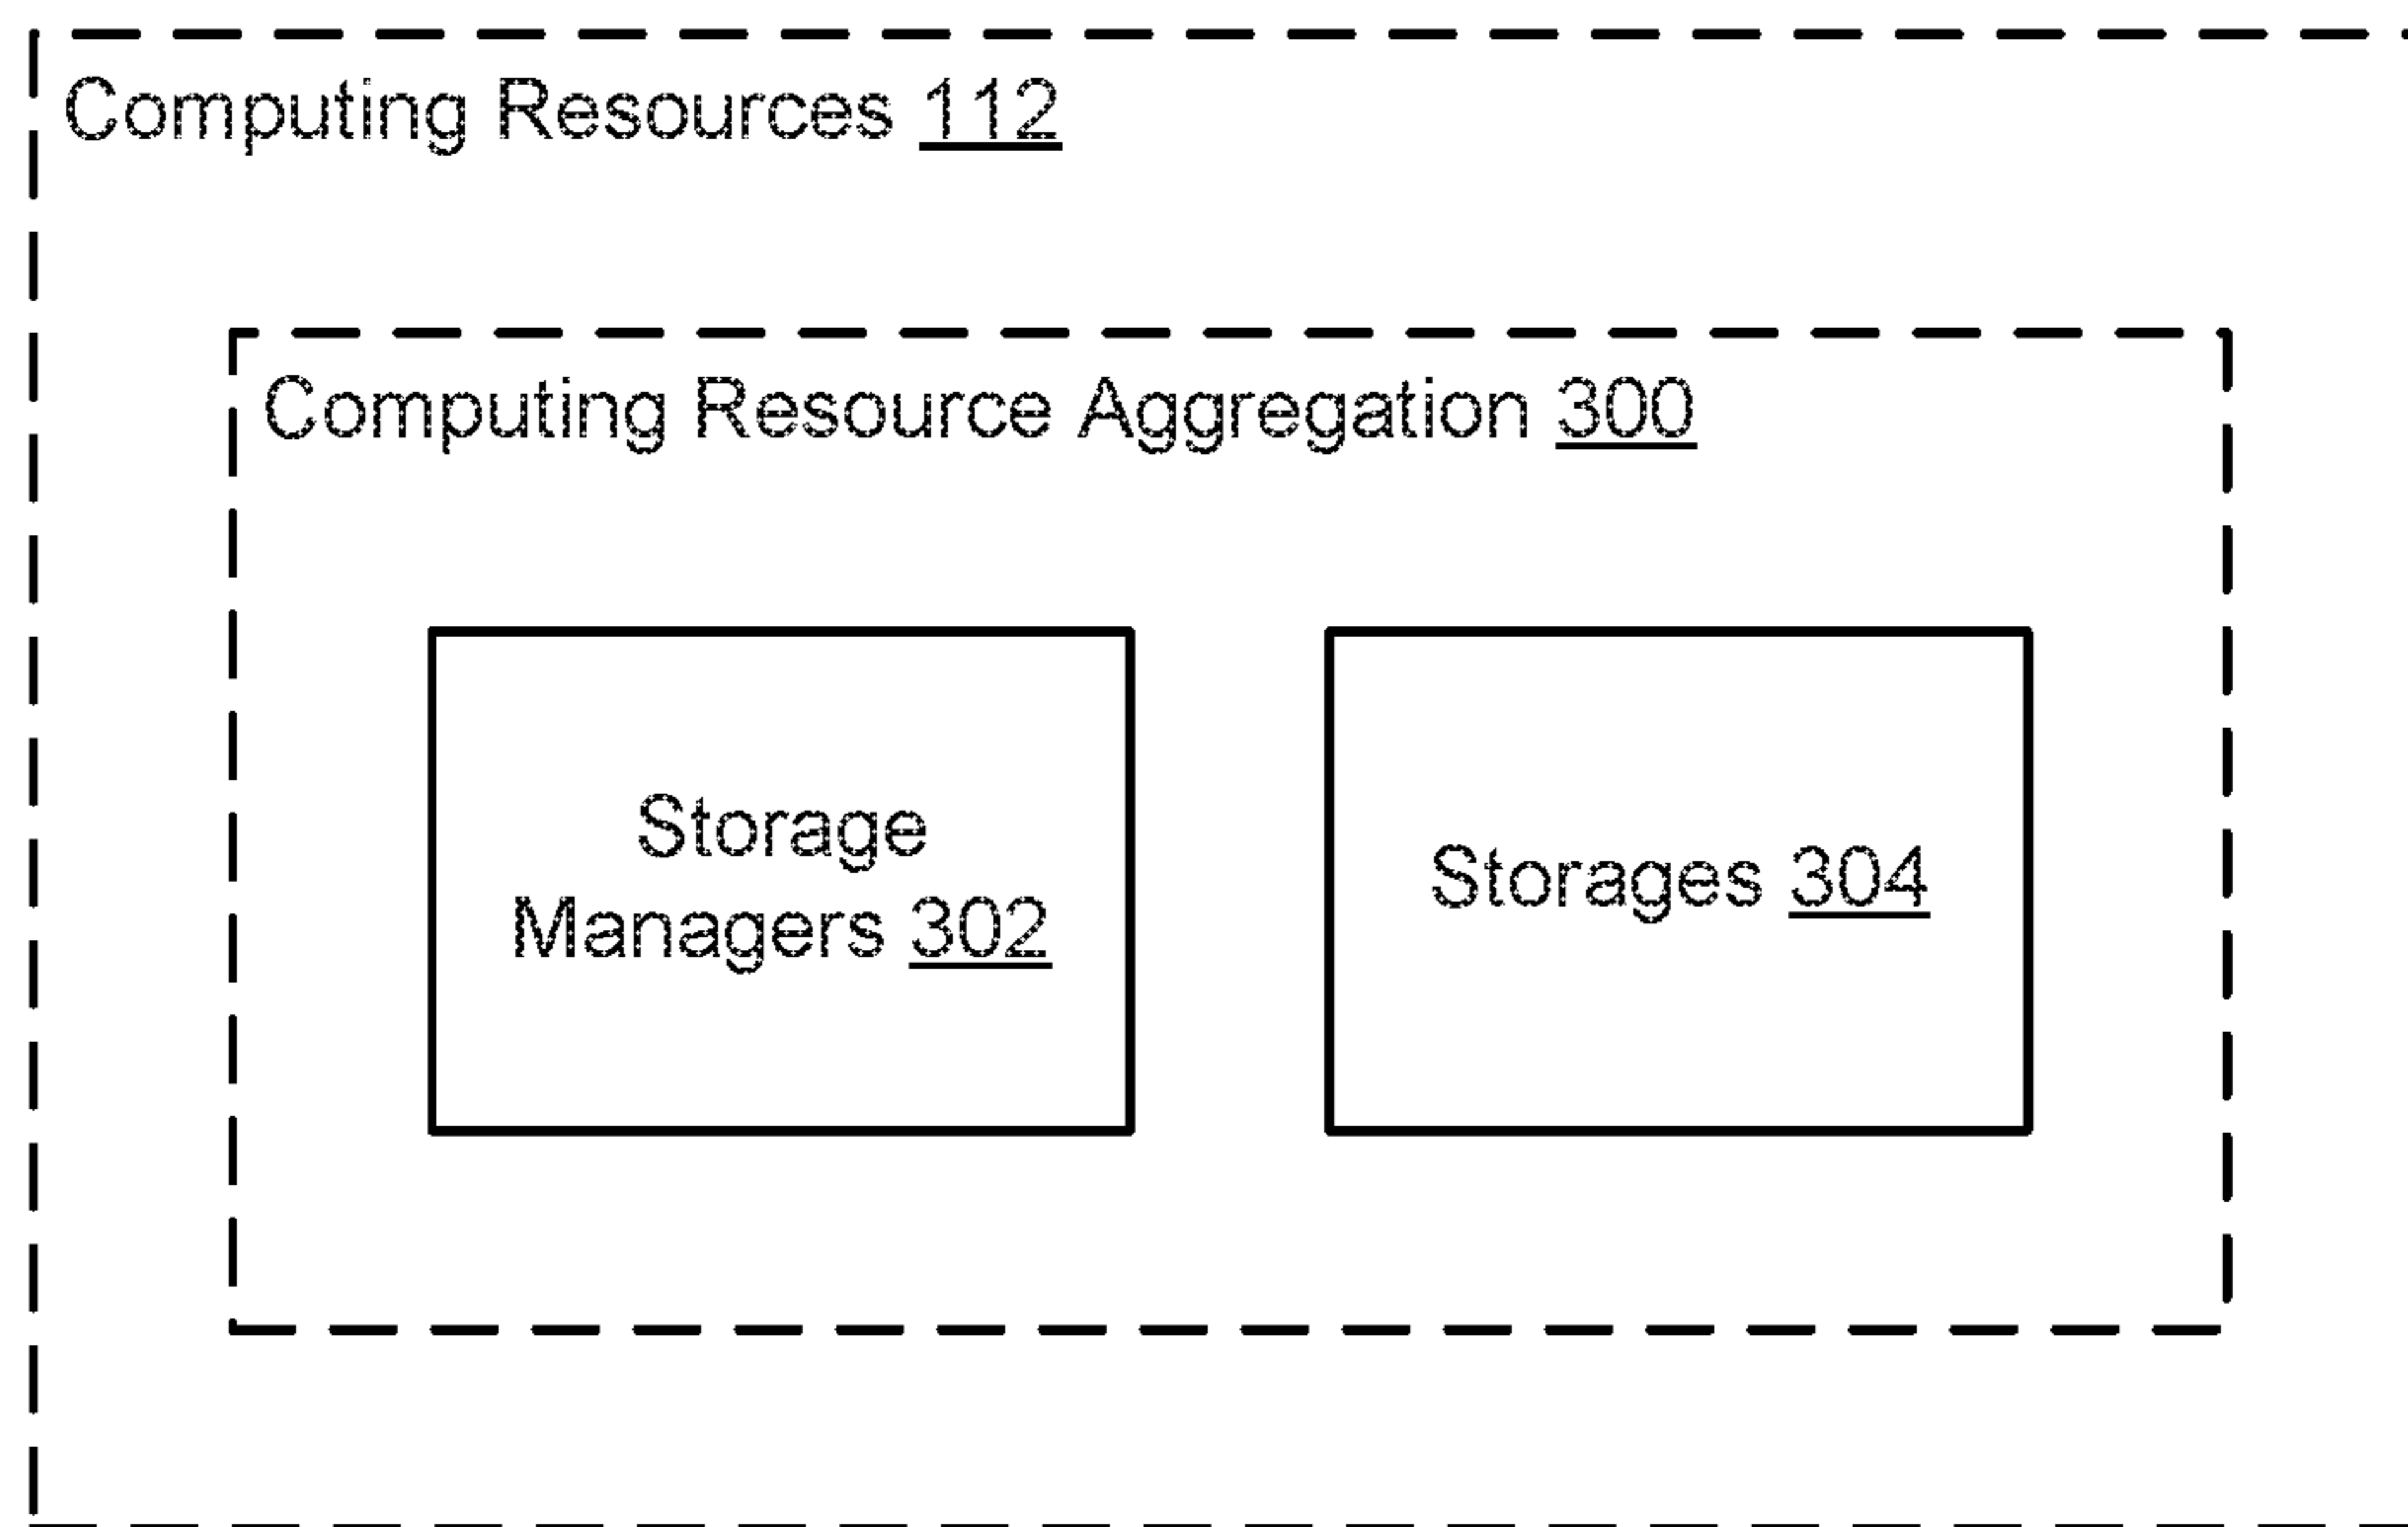 Computing Resources 112
Computing Resource Aggregation 300
Storage
Managers 302
Storages 304